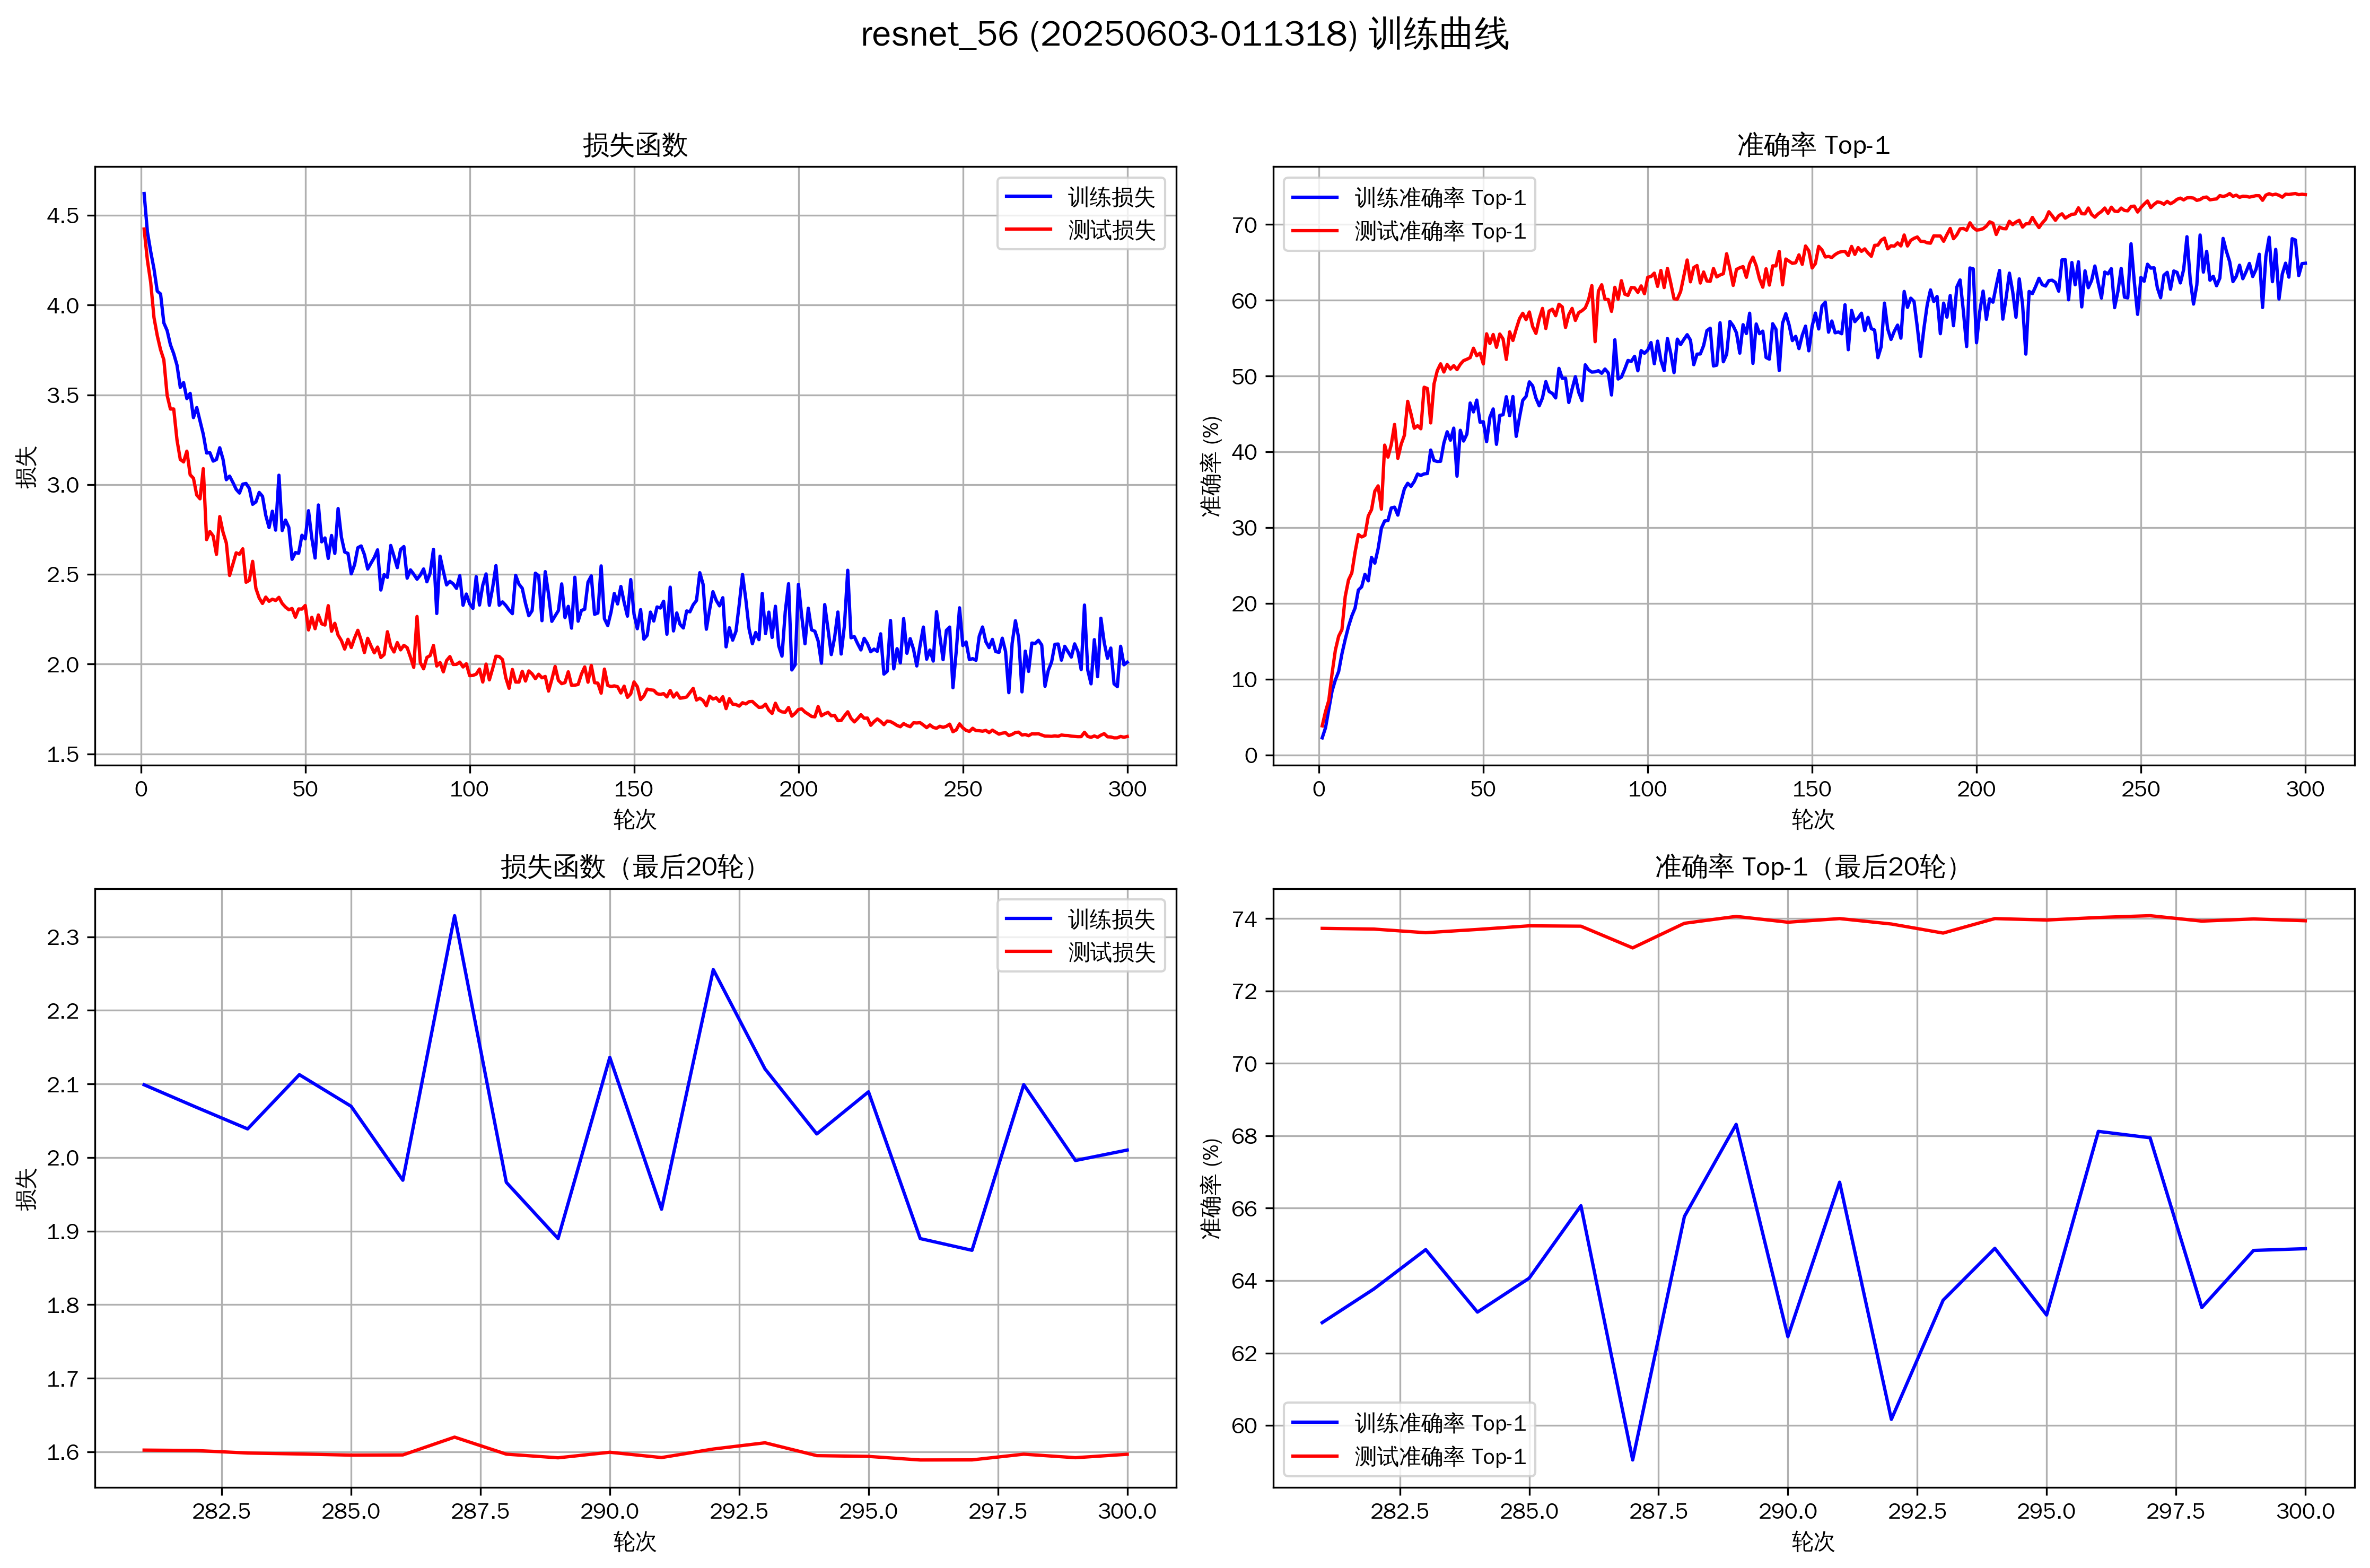 resnet_56 (20250603-011318) 训练曲线
损失函数
训练损失
测试损失
4.5
4.0
3.5
3.0
2.5
2.0
1.5
损失
0 50 100 150 200 250 300
轮次
准确率 Top-1
训练准确率 Top-1
测试准确率 Top-1
70
60
50
40
30
20
10
0
准确率 (%)
0 50 100 150 200 250 300
轮次
损失函数（最后20轮）
训练损失
测试损失
2.3
2.2
2.1
2.0
1.9
1.8
1.7
1.6
损失
282.5 285.0 287.5 290.0 292.5 295.0 297.5 300.0
轮次
准确率 Top-1（最后20轮）
74
72
70
68
66
64
62
60
准确率 (%)
训练准确率 Top-1
测试准确率 Top-1
282.5 285.0 287.5 290.0 292.5 295.0 297.5 300.0
轮次